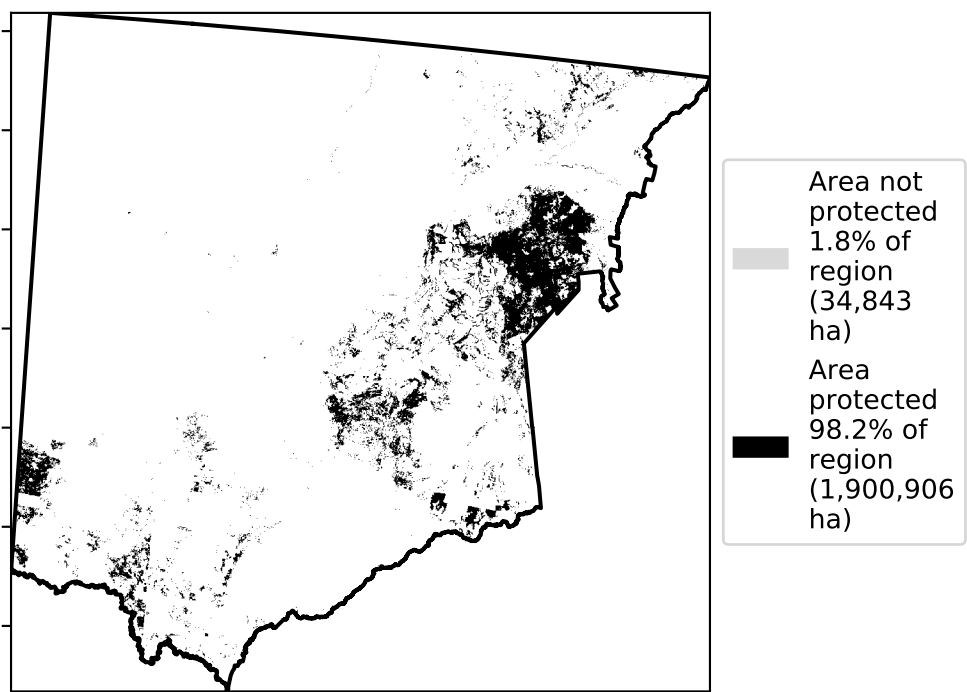 Area not
protected
1.8% of
region
(34,843
ha)
Area
protected
98.2% of
region
(1,900,906
ha)